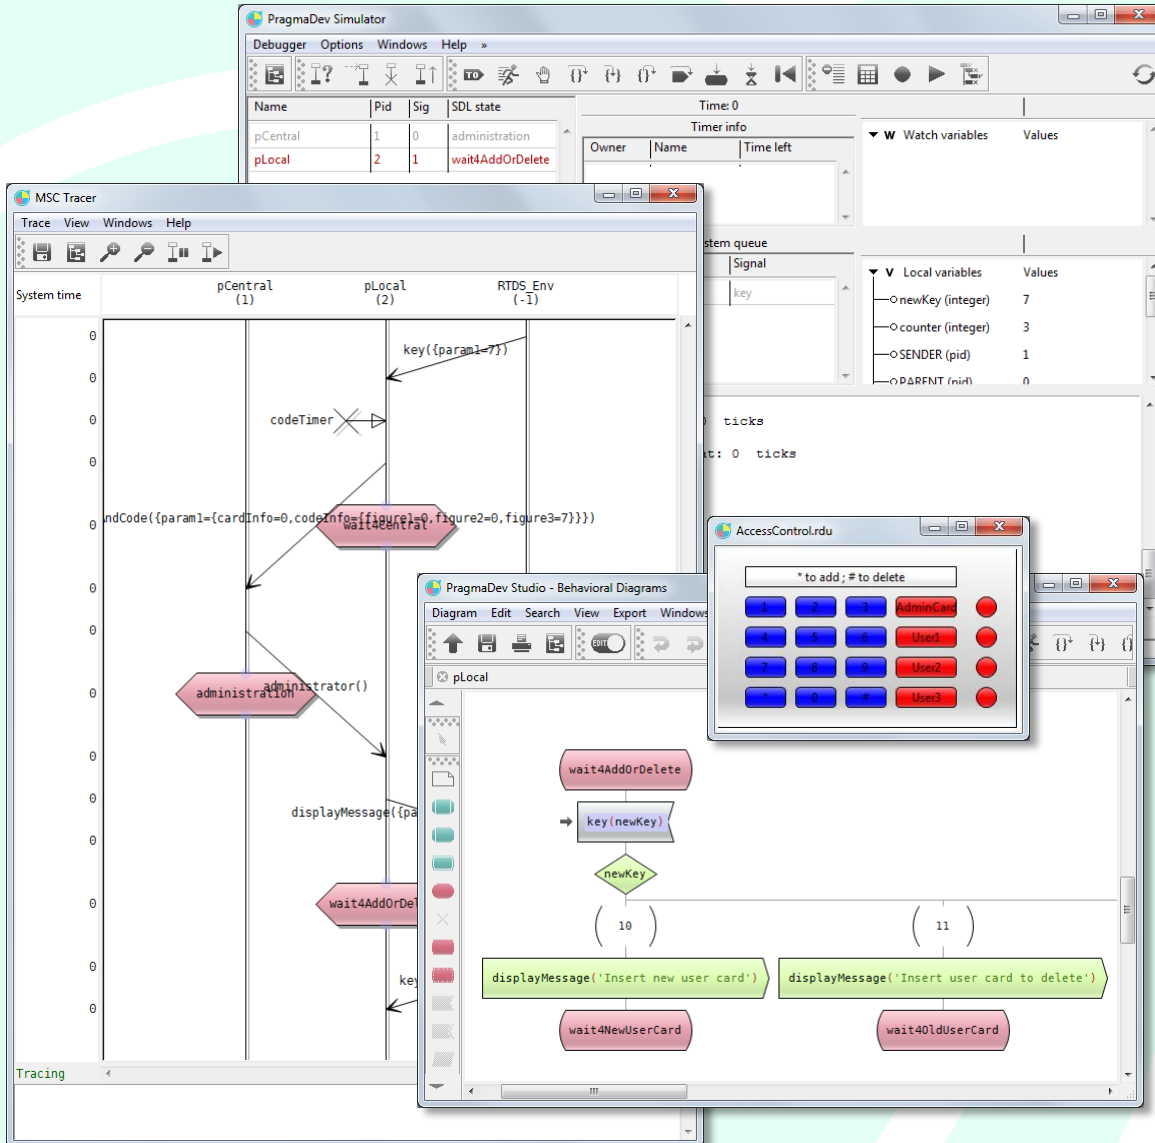 PragmaDev Simulator
Debugger Options Windows Help »
Name Pid Sig SDL state
pCentral 1 0 administration
pLocal 2 1 wait4AddOrDelete
Time: 0
Timer info
Owner Name Time left
W Watch variables Values
stem queue
Signal
key
V Local variables Values
newKey (integer) 7
counter (integer) 3
SENDER (pid) 1
PARENT (pid) 0
ticks
at: 0 ticks
MSC Tracer
Trace View Windows Help
System time
pCentral
(1)
pLocal
(2)
RTDS_Env
(-1)
0
key({param1=7})
0
0
codeTimer
0
0
ndCode({param1={cardInfo=0,codeInfo={figure1=0,figure2=0,figure3=7}}})
wait4Central
0
0
0
administration
administrator()
0
0
displayMessage({pa
0
0
wait4AddOrDel
0
key
0
Tracing
AccessControl.rdu
* to add ; # to delete
1 2 3 AdminCard
4 5 6 User1
7 8 9 User2
* 0 # User3
PragmaDev Studio - Behavioral Diagrams
Diagram Edit Search View Export Windows
EDIT
pLocal
wait4AddOrDelete
key(newKey)
newKey
10
11
displayMessage('Insert new user card')
displayMessage('Insert user card to delete')
wait4NewUserCard
wait4OldUserCard